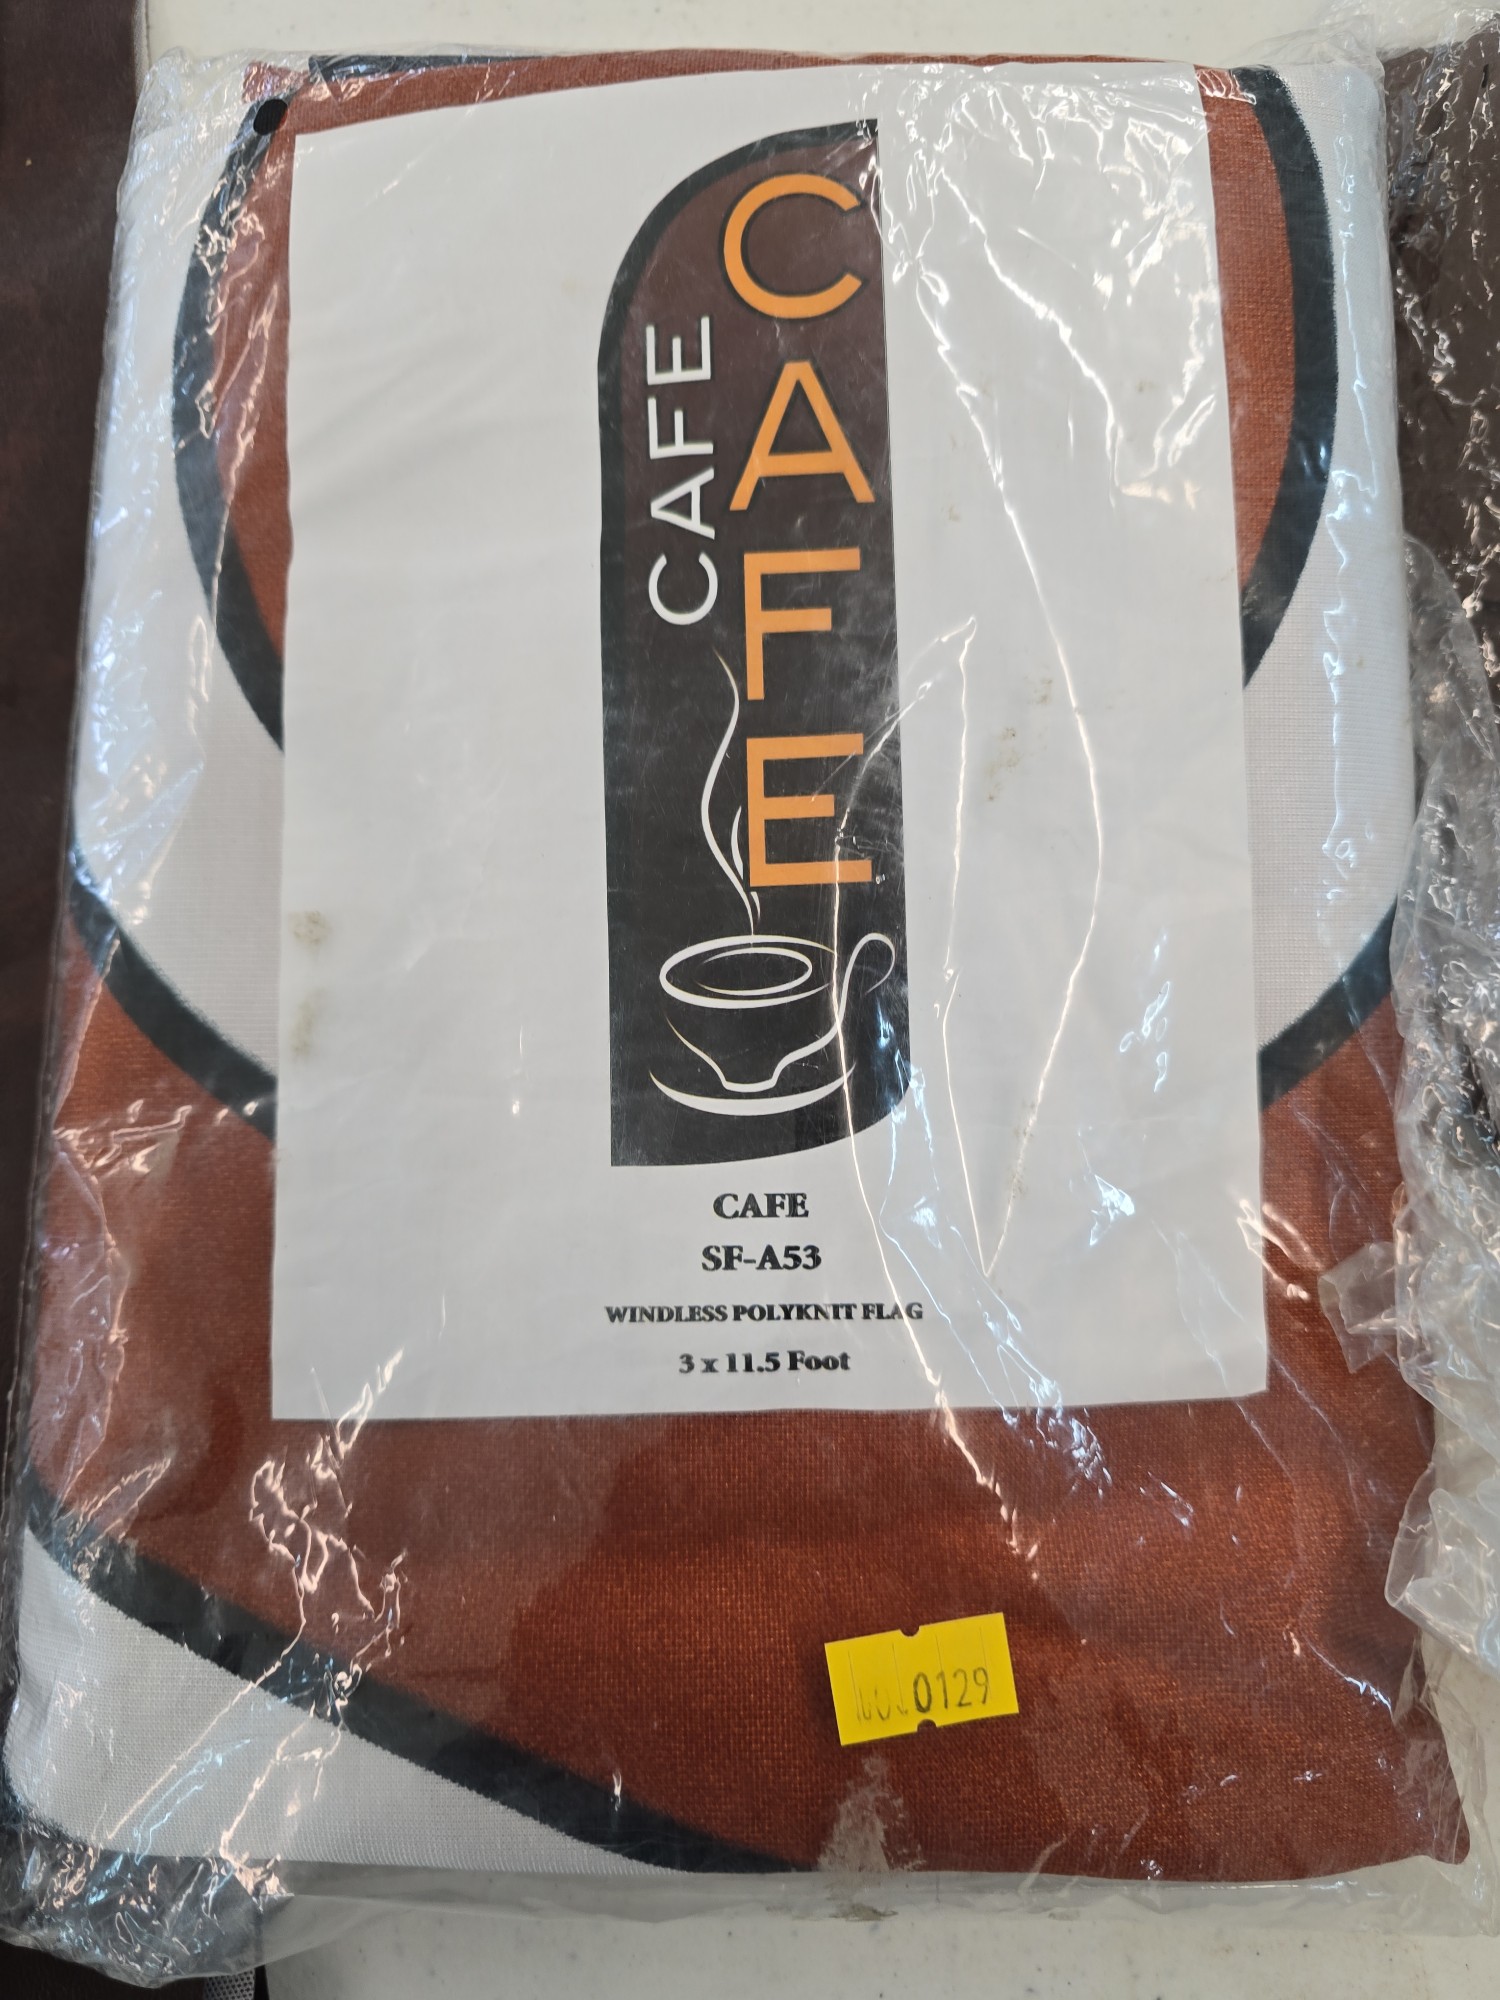 CAFE
CAFE
CAFE
SF-A53
WINDLESS POLYKNIT FLAG
3 x 11.5 Foot
0129